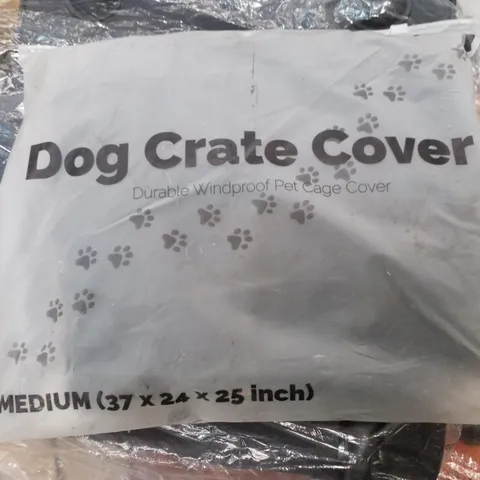 Dog Crate Cover
Durable Windproof Pet Cage Cover
MEDIUM (37 x 24 x 25 inch)